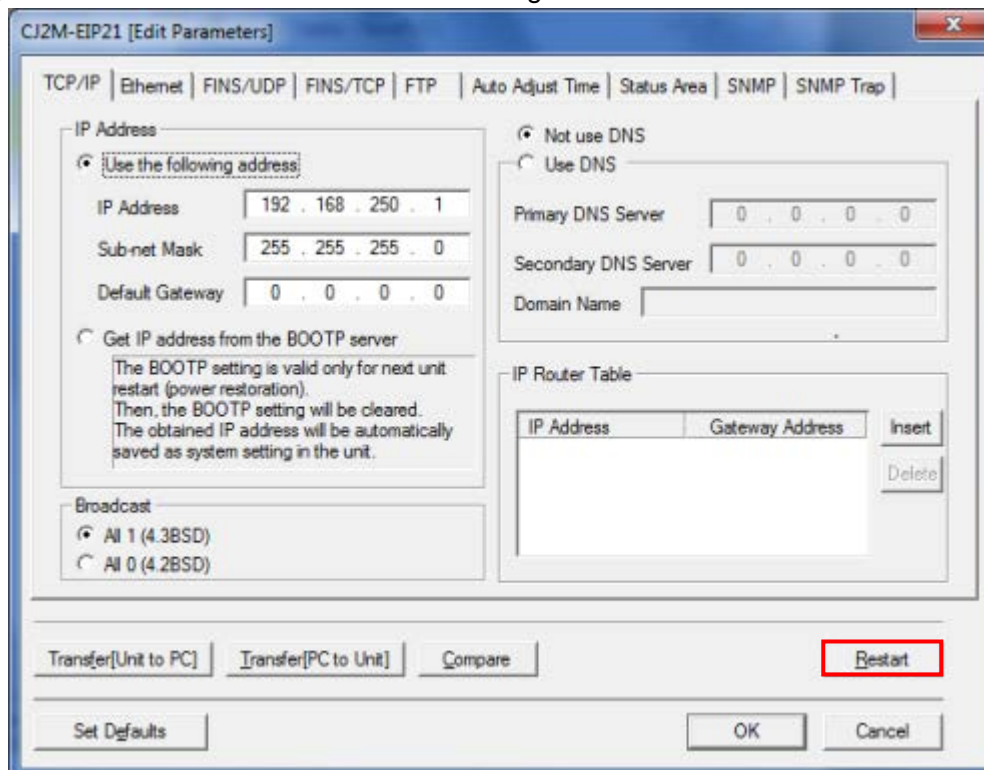 CJ2M-EIP21 [Edit Parameters]
TCP/IP Ethernet FINS/UDP FINS/TCP FTP Auto Adjust Time Status Area SNMP SNMP Trap
IP Address
Use the following address
IP Address 192 . 168 . 250 . 1
Sub-net Mask 255 . 255 . 255 . 0
Default Gateway 0 . 0 . 0 . 0
Get IP address from the BOOTP server
The BOOTP setting is valid only for next unit
restart (power restoration).
Then, the BOOTP setting will be cleared.
The obtained IP address will be automatically
saved as system setting in the unit.
Broadcast
All 1 (4.3BSD)
All 0 (4.2BSD)
Not use DNS
Use DNS
Primary DNS Server 0 . 0 . 0 . 0
Secondary DNS Server 0 . 0 . 0 . 0
Domain Name
IP Router Table
IP Address Gateway Address
Insert
Delete
Transfer[Unit to PC] Transfer[PC to Unit] Compare Restart
Set Defaults OK Cancel